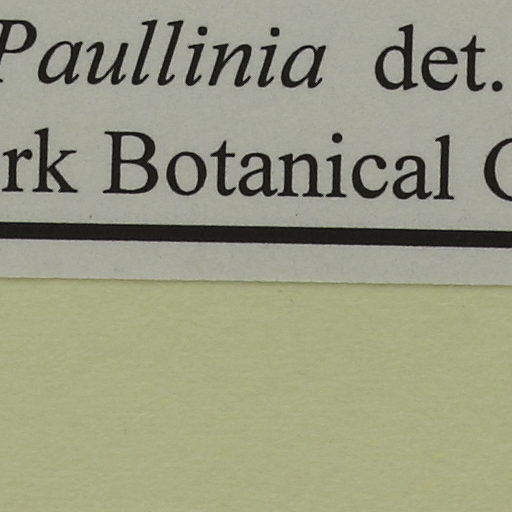 Paullinia det.
rk Botanical G